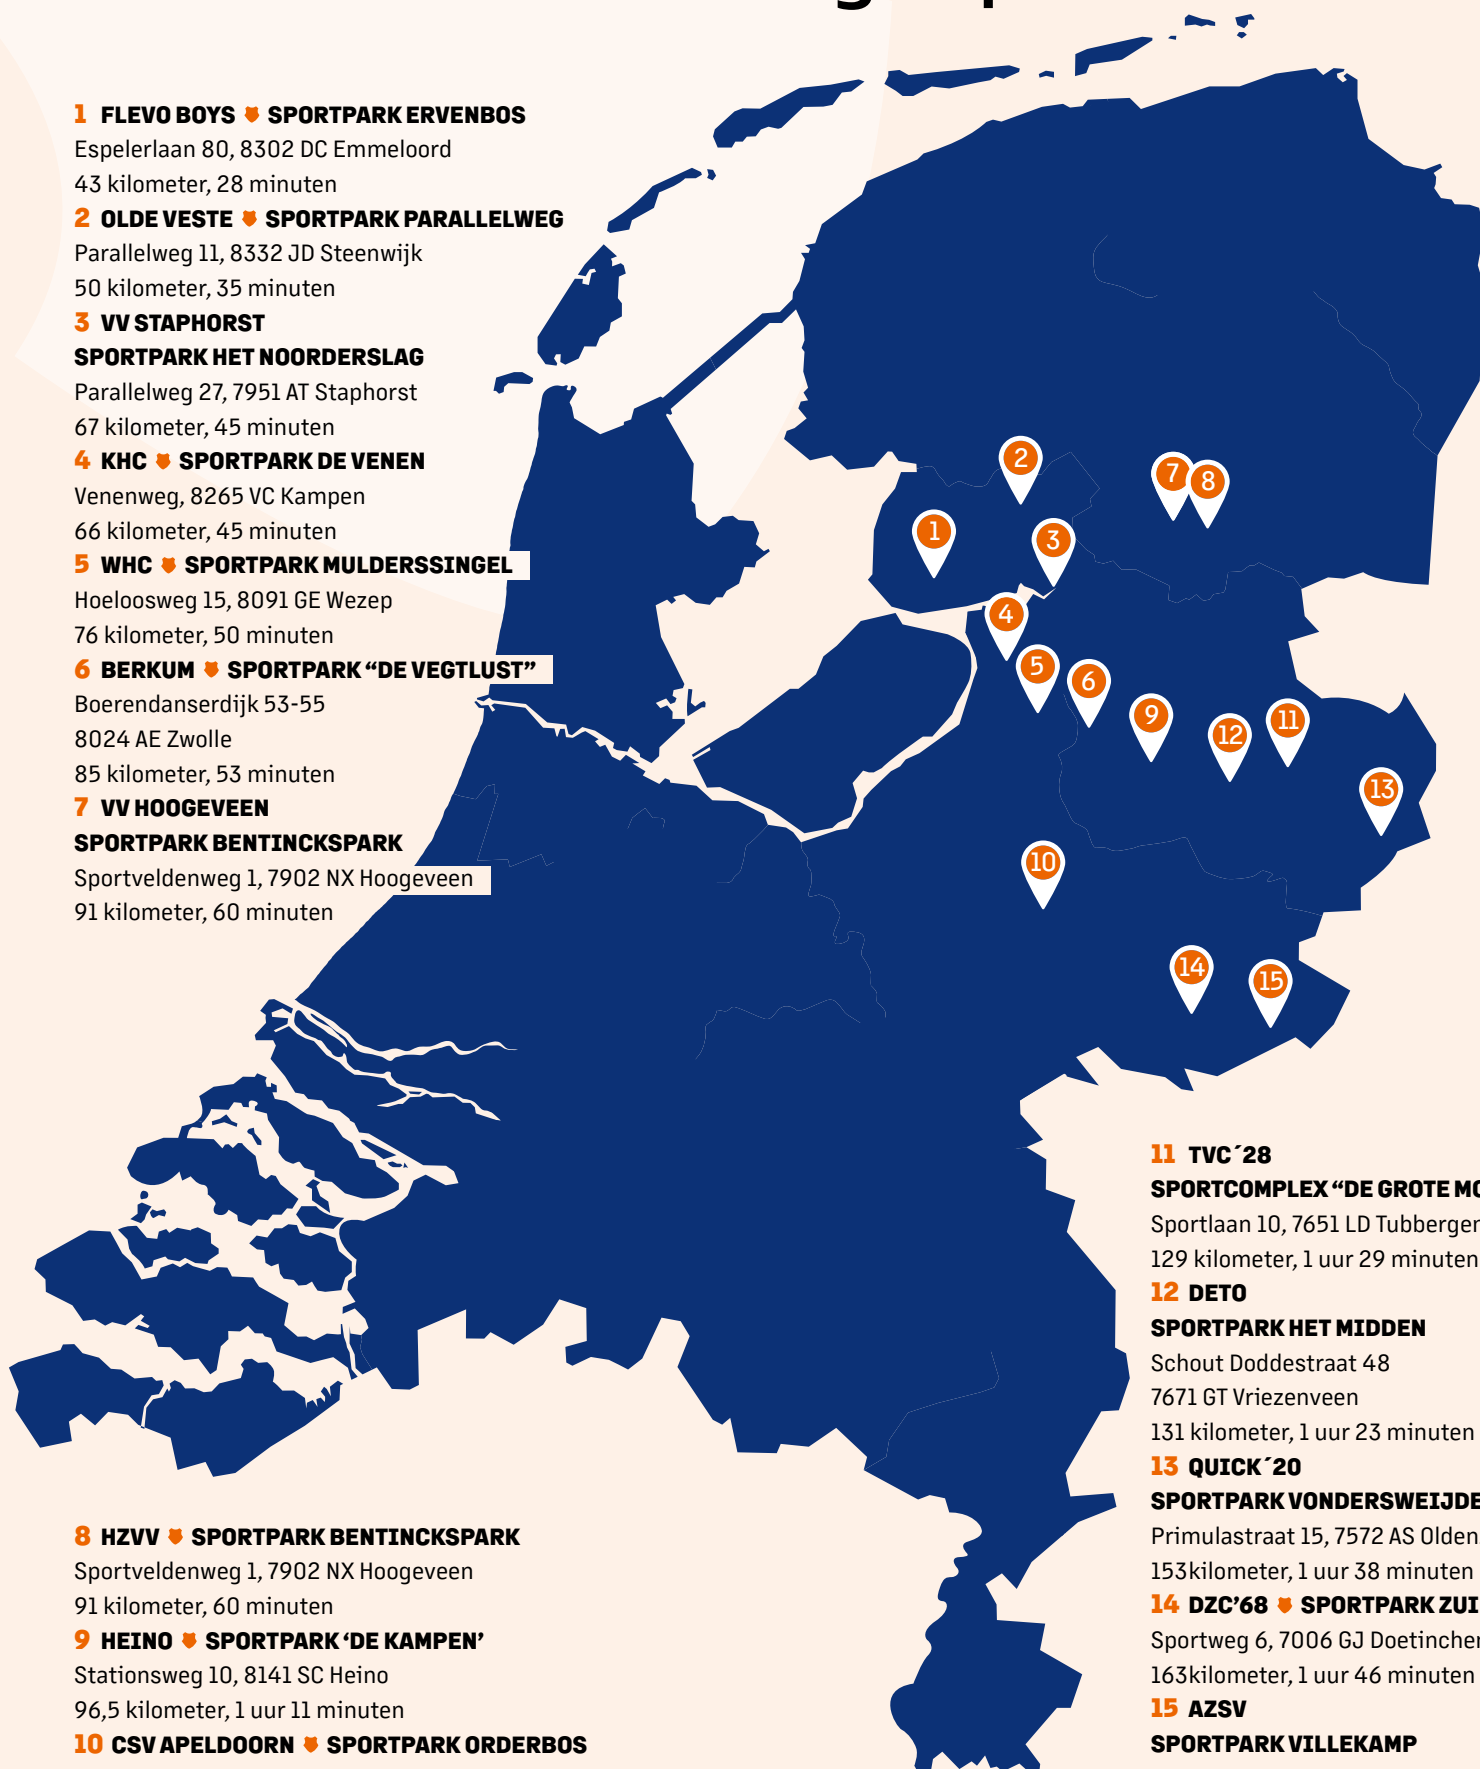 1 FLEVO BOYS SPORTPARK ERVENBOS
Espelerlaan 80, 8302 DC Emmeloord
43 kilometer, 28 minuten
2 OLDE VESTE SPORTPARK PARALLELWEG
Parallelweg 11, 8332 JD Steenwijk
50 kilometer, 35 minuten
3 VV STAPHORST
SPORTPARK HET NOORDERSLAG
Parallelweg 27, 7951 AT Staphorst
67 kilometer, 45 minuten
4 KHC SPORTPARK DE VENEN
Venenweg, 8265 VC Kampen
66 kilometer, 45 minuten
5 WHC SPORTPARK MULDERSSINGEL
Hoeloosweg 15, 8091 GE Wezep
76 kilometer, 50 minuten
6 BERKUM SPORTPARK “DE VEGTLUST”
Boerendanserdijk 53-55
8024 AE Zwolle
85 kilometer, 53 minuten
7 VV HOOGEVEEN
SPORTPARK BENTINCKSPARK
Sportveldenweg 1, 7902 NX Hoogeveen
91 kilometer, 60 minuten
2
7
8
1
3
4
5
6
9
11
12
13
10
14
15
8 HZVV SPORTPARK BENTINCKSPARK
Sportveldenweg 1, 7902 NX Hoogeveen
91 kilometer, 60 minuten
9 HEINO SPORTPARK ‘DE KAMPEN’
Stationsweg 10, 8141 SC Heino
96,5 kilometer, 1 uur 11 minuten
10 CSV APELDOORN SPORTPARK ORDERBOS
11 TVC´28
SPORTCOMPLEX “DE GROTE
Sportlaan 10, 7651 LD Tubbergen
129 kilometer, 1 uur 29 minuten
12 DETO
SPORTPARK HET MIDDEN
Schout Doddestraat 48
7671 GT Vriezenveen
131 kilometer, 1 uur 23 minuten
13 QUICK´20
SPORTPARK VONDERSWEIJDE
Primulastraat 15, 7572 AS
153kilometer, 1 uur 38 minuten
14 DZC’68 SPORTPARK
Sportweg 6, 7006 GJ Doetinchem
163kilometer, 1 uur 46 minuten
15 AZSV
SPORTPARK VILLEKAMP